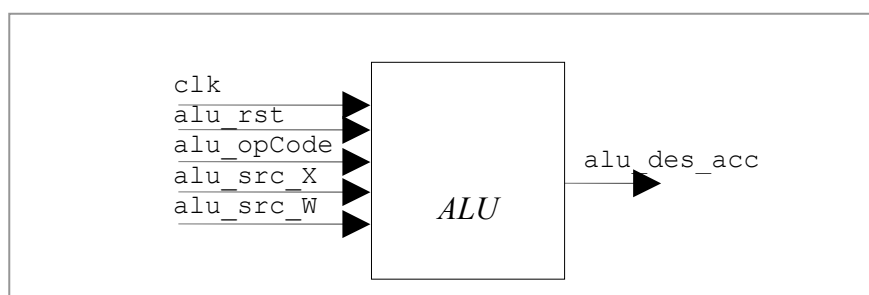 clk
alu_rst
alu_opCode
alu_src_X
alu_src_W
alu_des_acc
ALU